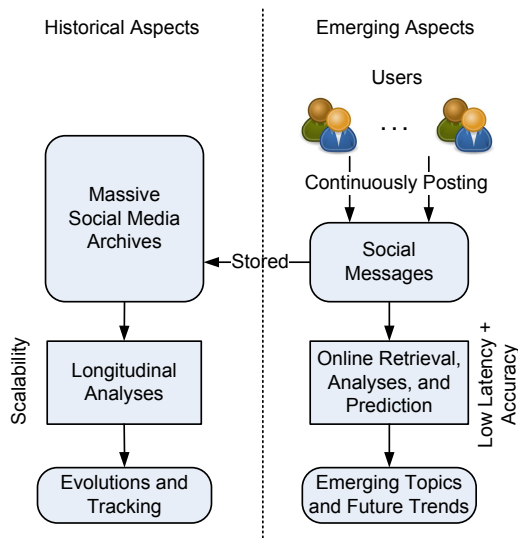 Historical Aspects
Emerging Aspects
Users
. . .
Continuously Posting
Massive
Social Media
Archives
Stored
Social
Messages
Scalability
Longitudinal
Analyses
Online Retrieval,
Analyses, and
Prediction
Low Latency +
Accuracy
Evolutions and
Tracking
Emerging Topics
and Future Trends